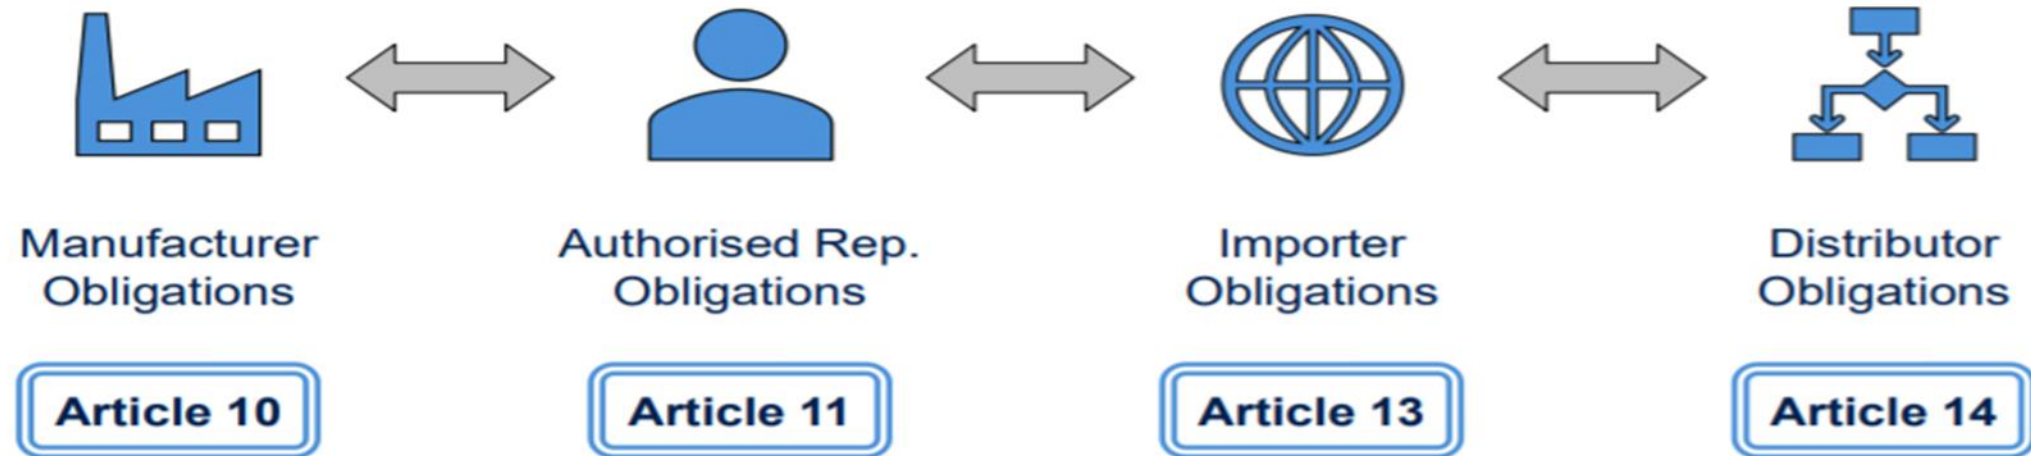 Manufacturer
Obligations
Authorised Rep.
Obligations
Importer
Obligations
Distributor
Obligations
Article 10
Article 11
Article 13
Article 14